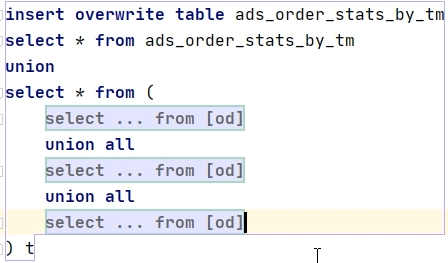 insert overwrite table ads_order_stats_by_tm
select * from ads_order_stats_by_tm
union
select * from (
select ... from [od]
union all
select ... from [od]
union all
select ... from [od]
) t